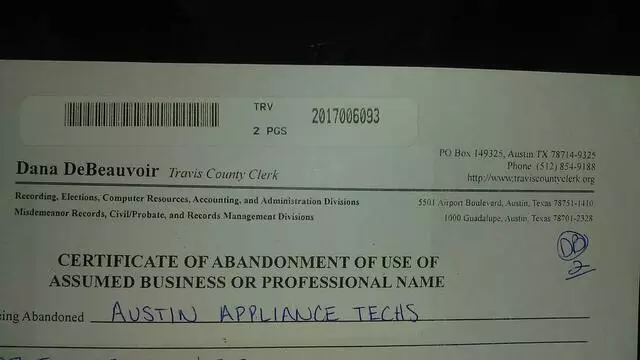 TRV 2017006093
2 PGS
PO Box 149325, Austin TX 78714-9325
Dana DeBeauvoir Travis County Clerk
Phone (512) 854-9188
http://www.traviscountyclerk.org
Recording, Elections, Computer Resources, Accounting, and Administration Divisions
5501 Airport Boulevard, Austin, Texas 78751-1410
Misdemeanor Records, Civil/Probate, and Records Management Divisions
1000 Guadalupe, Austin, Texas 78701-2328
DB
2
CERTIFICATE OF ABANDONMENT OF USE OF
ASSUMED BUSINESS OR PROFESSIONAL NAME
eing Abandoned AUSTIN APPLIANCE TECHS